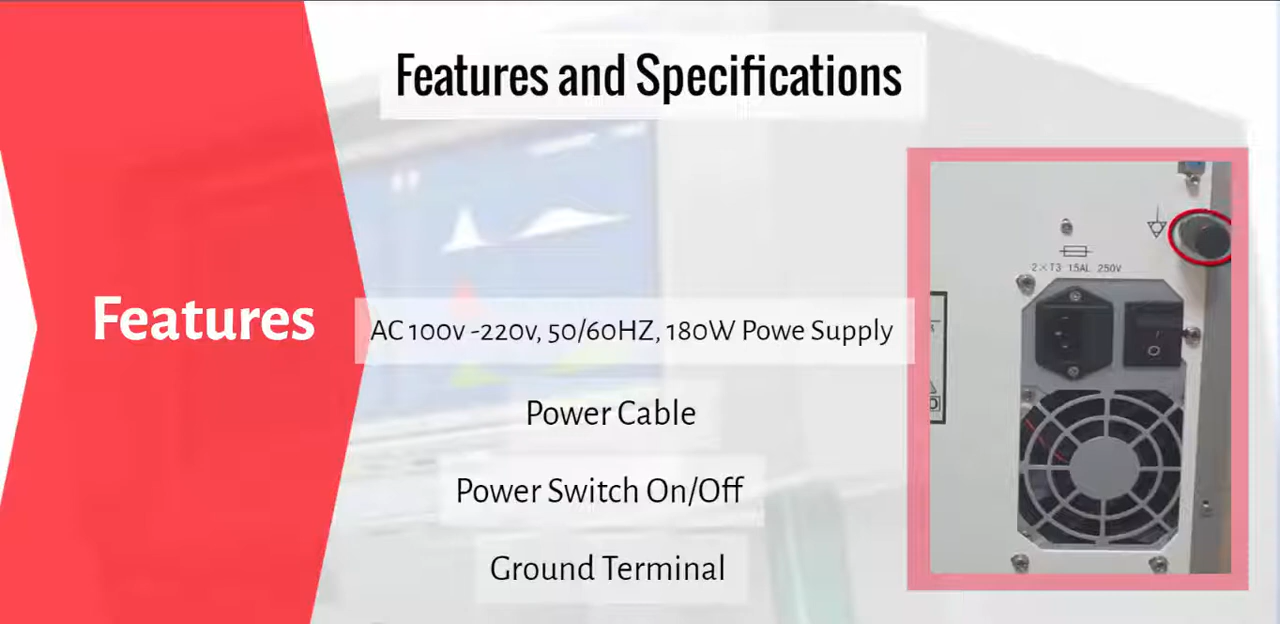 Features and Specifications
Features
AC 100v -220v, 50/60HZ, 180W Powe Supply
Power Cable
Power Switch On/Off
Ground Terminal
2×T3 15AL 250V